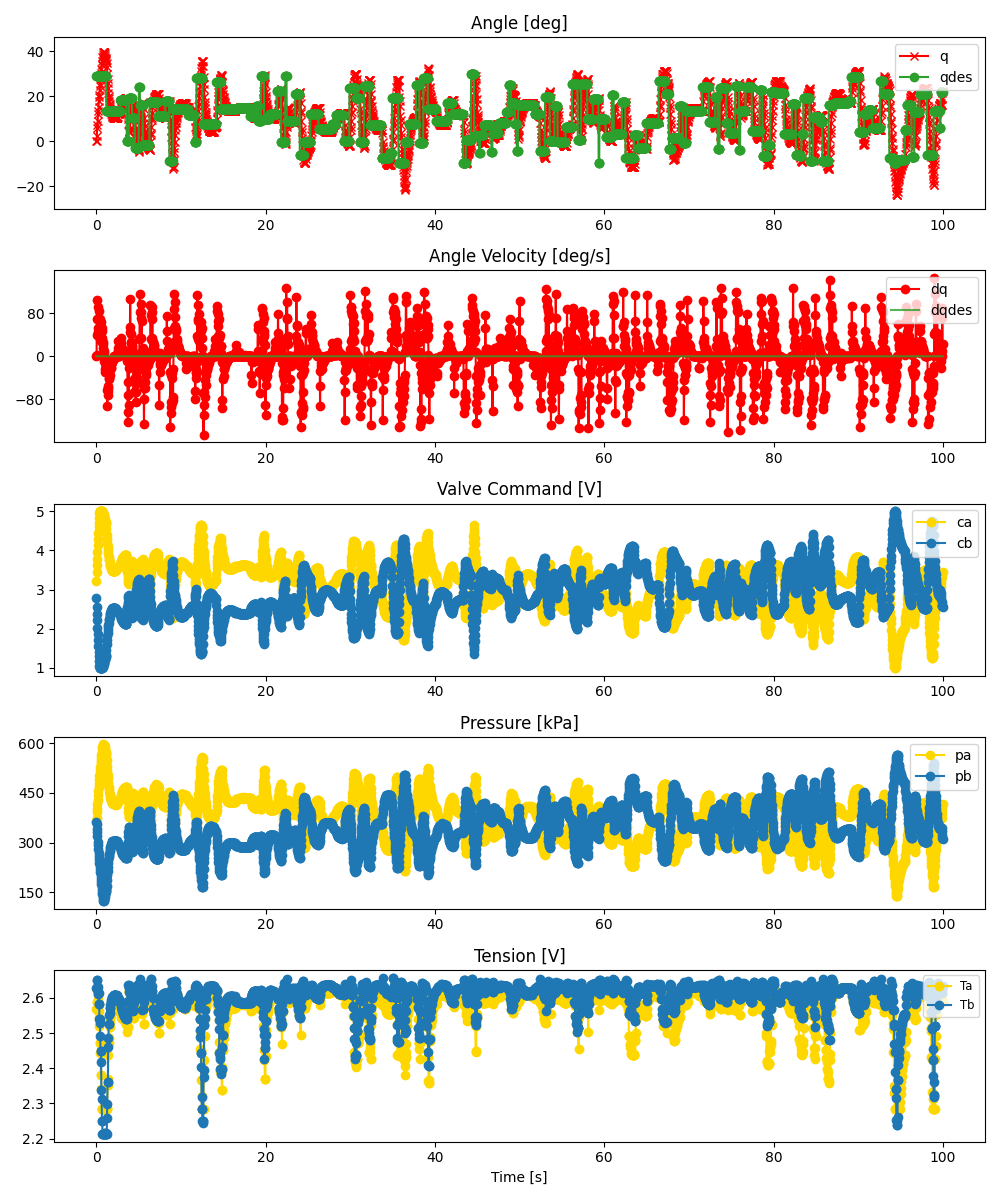 Angle [deg]
40
20
0
−20
q
qdes
0 20 40 60 80 100
Angle Velocity [deg/s]
80
0
−80
dq
dqdes
0 20 40 60 80 100
Valve Command [V]
5
4
3
2
1
ca
cb
0 20 40 60 80 100
Pressure [kPa]
600
450
300
150
pa
pb
0 20 40 60 80 100
Tension [V]
2.6
2.5
2.4
2.3
2.2
Ta
Tb
0 20 40 60 80 100
Time [s]